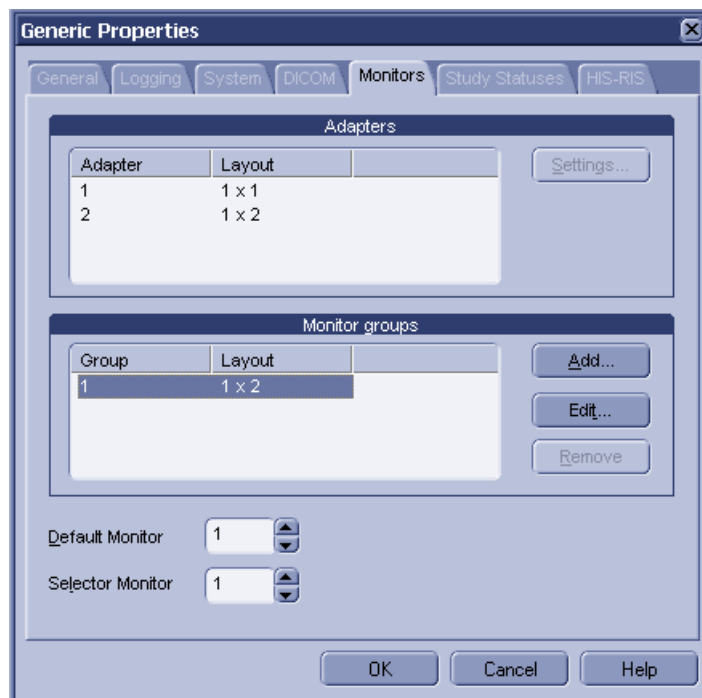 Generic Properties
General Logging System DICOM Monitors Study Statuses HIS-RIS
Adapters
Adapter Layout
1 1 x 1
2 1 x 2
Settings...
Monitor groups
Group Layout
1 1 x 2
Add...
Edit...
Remove
Default Monitor 1
Selector Monitor 1
OK Cancel Help